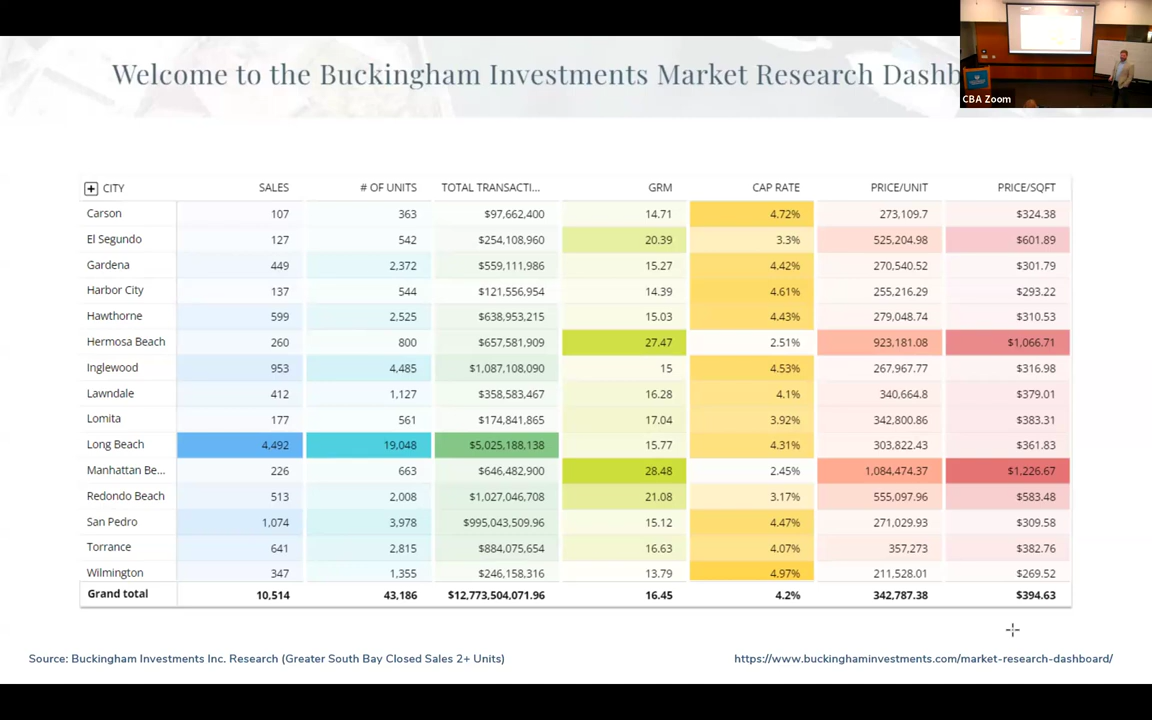 Welcome to the Buckingham Investments Market Research Dashb
CBA Zoom
CITY SALES # OF UNITS TOTAL TRANSACTI... GRM CAP RATE PRICE/UNIT PRICE/SQFT
Carson 107 363 $97,662,400 14.71 4.72% 273,109.7 $324.38
El Segundo 127 542 $254,108,960 20.39 3.3% 525,204.98 $601.89
Gardena 449 2,372 $559,111,986 15.27 4.42% 270,540.52 $301.79
Harbor City 137 544 $121,556,954 14.39 4.61% 255,216.29 $293.22
Hawthorne 599 2,525 $638,953,215 15.03 4.43% 279,048.74 $310.53
Hermosa Beach 260 800 $657,581,909 27.47 2.51% 923,181.08 $1,066.71
Inglewood 953 4,485 $1,087,108,090 15 4.53% 267,967.77 $316.98
Lawndale 412 1,127 $358,583,467 16.28 4.1% 340,664.8 $379.01
Lomita 177 561 $174,841,865 17.04 3.92% 342,800.86 $383.31
Long Beach 4,492 19,048 $5,025,188,138 15.77 4.31% 303,822.43 $361.83
Manhattan Be... 226 663 $646,482,900 28.48 2.45% 1,084,474.37 $1,226.67
Redondo Beach 513 2,008 $1,027,046,708 21.08 3.17% 555,097.96 $583.48
San Pedro 1,074 3,978 $995,043,509.96 15.12 4.47% 271,029.93 $309.58
Torrance 641 2,815 $884,075,654 16.63 4.07% 357,273 $382.76
Wilmington 347 1,355 $246,158,316 13.79 4.97% 211,528.01 $269.52
Grand total 10,514 43,186 $12,773,504,071.96 16.45 4.2% 342,787.38 $394.63
Source: Buckingham Investments Inc. Research (Greater South Bay Closed Sales 2+ Units)
https://www.buckinghaminvestments.com/market-research-dashboard/